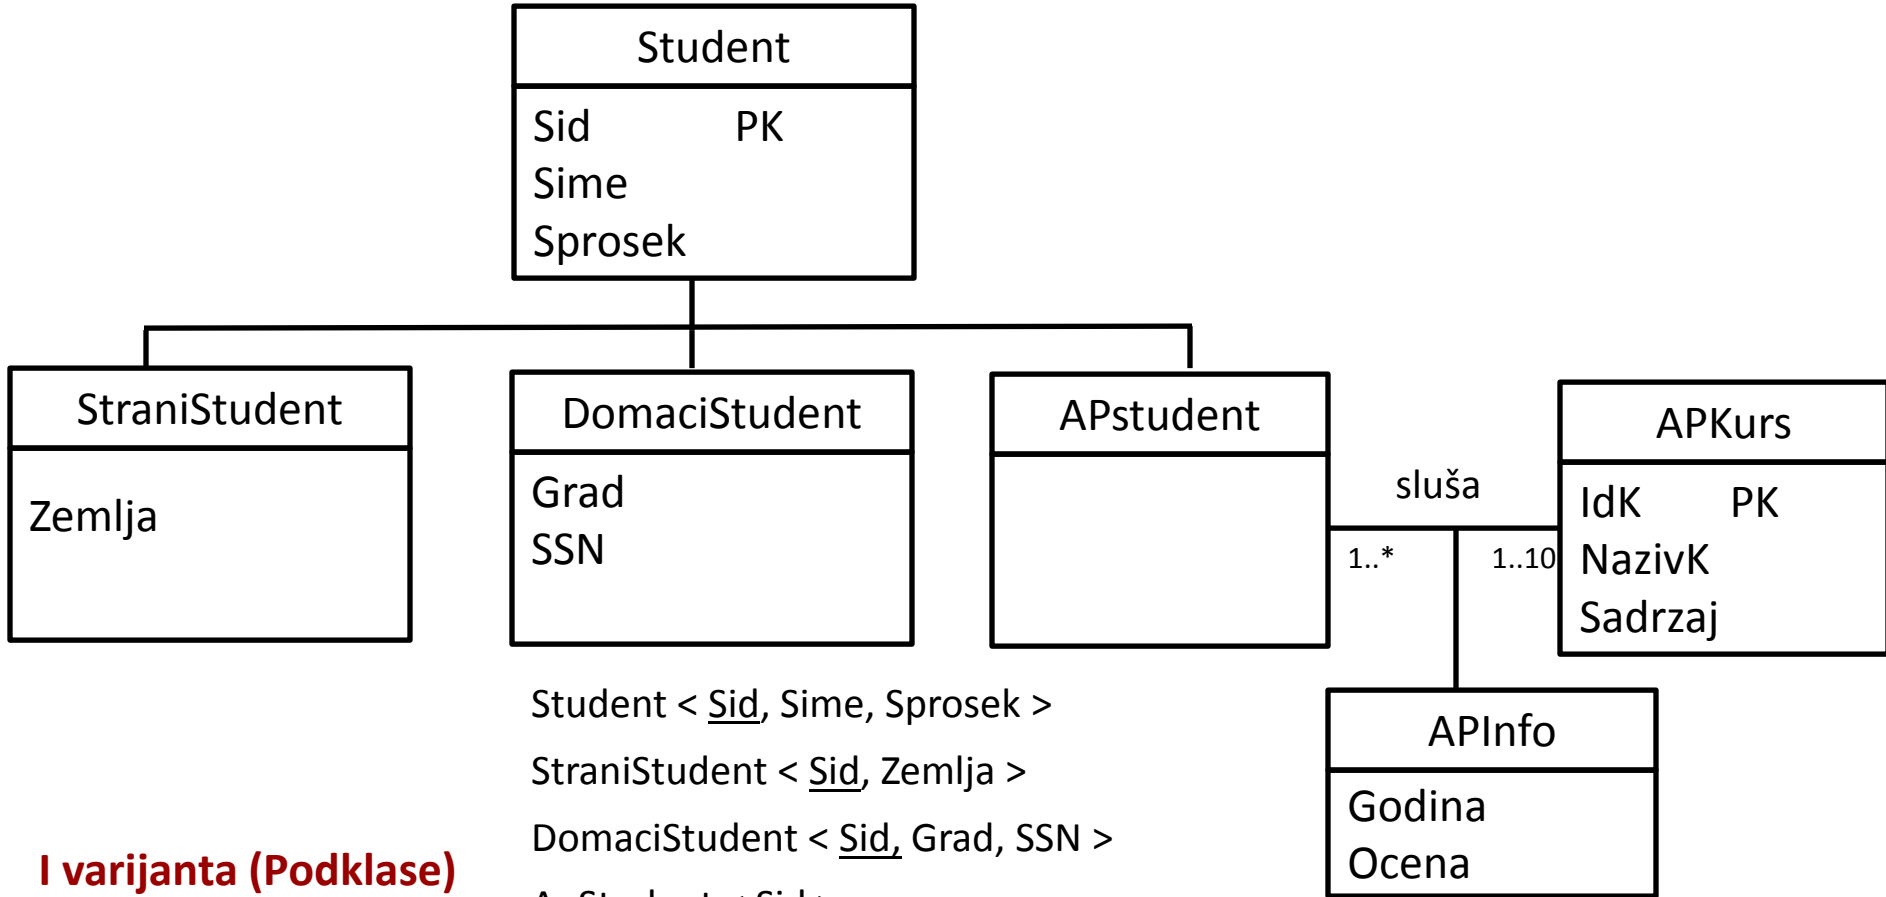 Student
Sid PK
Sime
Sprosek
StraniStudent
Zemlja
DomaciStudent
Grad
SSN
APstudent
sluša
1..*
1..10
APKurs
IdK PK
NazivK
Sadrzaj
APInfo
Godina
Ocena
Student < Sid, Sime, Sprosek >
StraniStudent < Sid, Zemlja >
DomaciStudent < Sid, Grad, SSN >
I varijanta (Podklase)